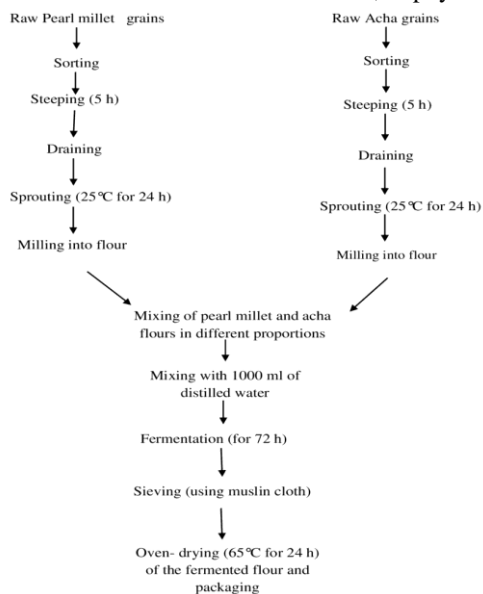 Raw Pearl millet grains
Sorting
Steeping (5 h)
Draining
Sprouting (25°C for 24 h)
Milling into flour
Raw Acha grains
Sorting
Steeping (5 h)
Draining
Sprouting (25°C for 24 h)
Milling into flour
Mixing of pearl millet and acha
flours in different proportions
Mixing with 1000 ml of
distilled water
Fermentation (for 72 h)
Sieving (using muslin cloth)
Oven- drying (65°C for 24 h)
of the fermented flour and
packaging